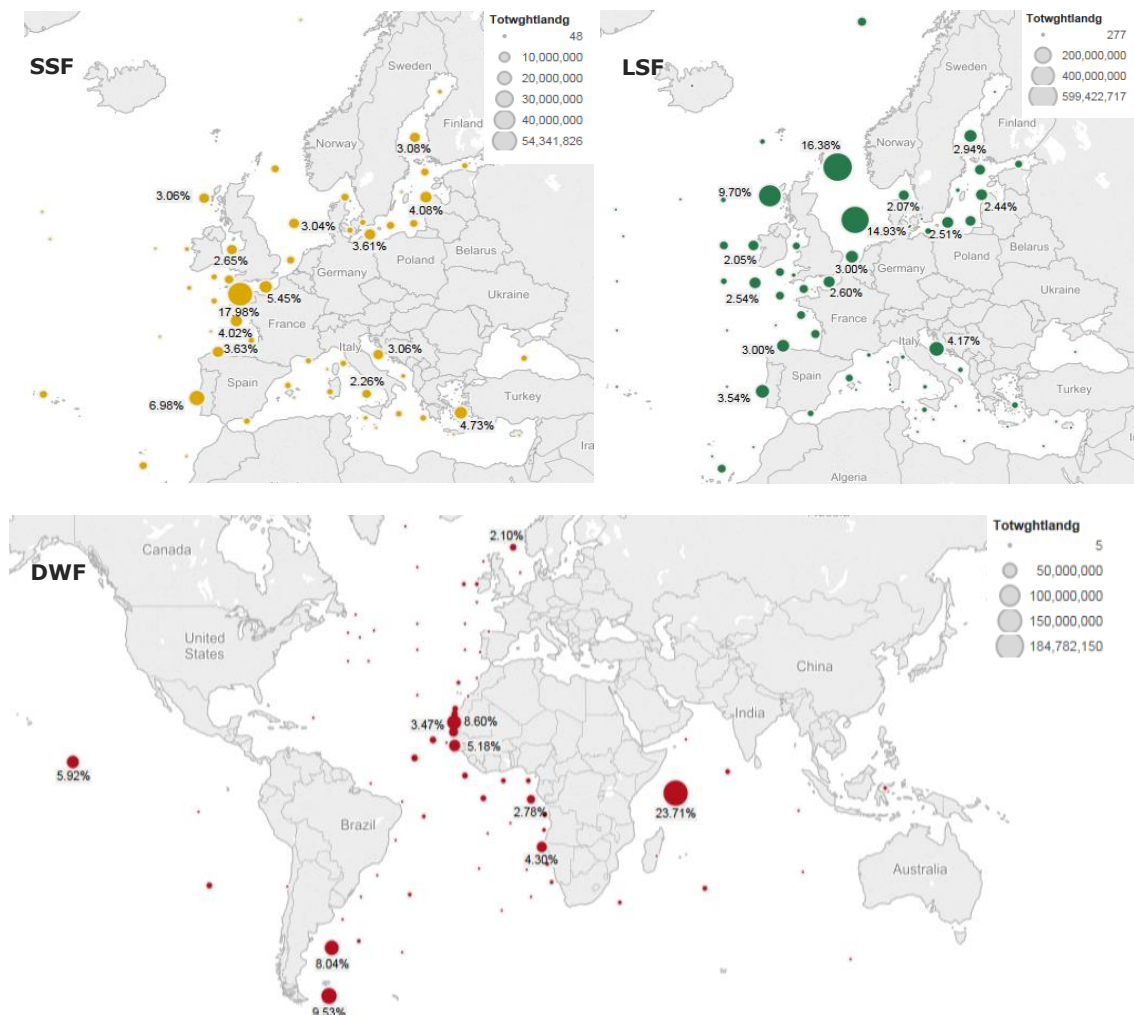 SSF
Totwghtlandg
48
10,000,000
20,000,000
30,000,000
40,000,000
54,341,826
Sweden
Finland
Norway
3.08%
3.06%
4.08%
3.04%
3.61%
2.65%
Belarus
Poland
Germany
5.45%
Ukraine
17.98%
France
4.02%
3.63%
Italy
3.06%
Spain
2.26%
Turkey
6.98%
4.73%
LSF
Totwghtlandg
277
200,000,000
400,000,000
599,422,717
Sweden
Finland
Norway
16.38%
2.94%
9.70%
2.07%
2.44%
14.93%
2.51%
Belarus
2.05%
3.00%
Poland
Germany
2.54%
2.60%
Ukraine
France
3.00%
Italy
4.17%
Spain
3.54%
Turkey
Algeria
DWF
Totwghtlandg
5
50,000,000
100,000,000
150,000,000
184,782,150
2.10%
Canada
United
States
China
India
3.47%
8.60%
5.18%
5.92%
2.78%
23.71%
Brazil
4.30%
Australia
8.04%
9.53%